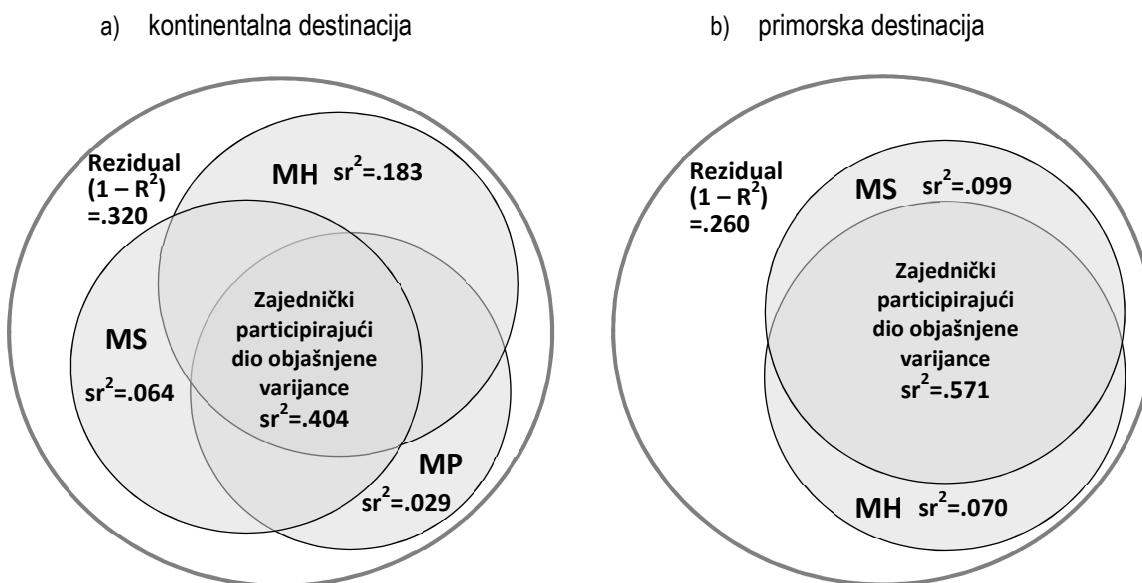 a) kontinentalna destinacija
Rezidual
(1 – R²)
=.320
MH sr²=.183
MS
sr²=.064
Zajednički
participirajući
dio objašnjene
varijance
sr²=.404
MP
sr²=.029
b) primorska destinacija
Rezidual
(1 – R²)
=.260
MS sr²=.099
Zajednički
participirajući
dio objašnjene
varijance
sr²=.571
MH sr²=.070